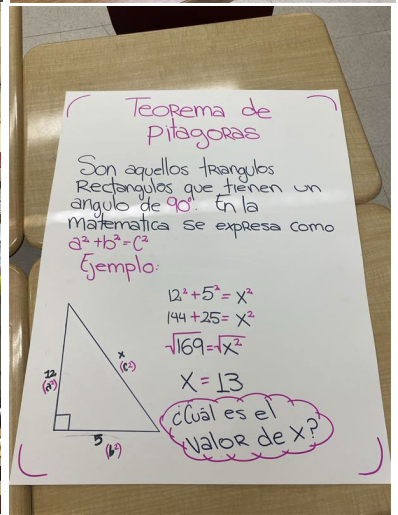 Teorema de
Pitagoras
Son aquellos triangulos
Rectangulos que tienen un
angulo de 90°. En la
matematica se expresa como
a²+b²=c²
Ejemplo:
12²+5²=x²
144+25=x²
√169=√x²
x=13
12
(a²)
x
(c²)
5
(b²)
¿Cuál es el
valor de x?